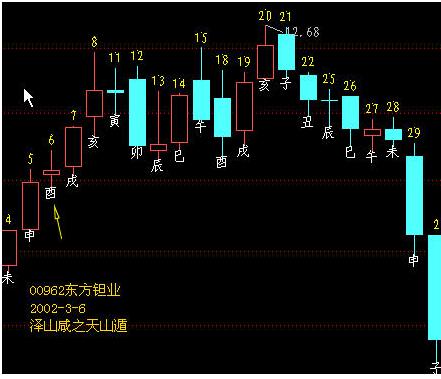 20 21
12.68
8
15
11
12
18
19
22
13
14
25
26
亥
子
27
28
7
丑
午
29
寅
辰
6
亥
戌
未
5
卯
巳
酉
午
辰
戌
巳
酉
4
2
申
申
未
00962东方钽业
2002-3-6
泽山咸之天山遁
子